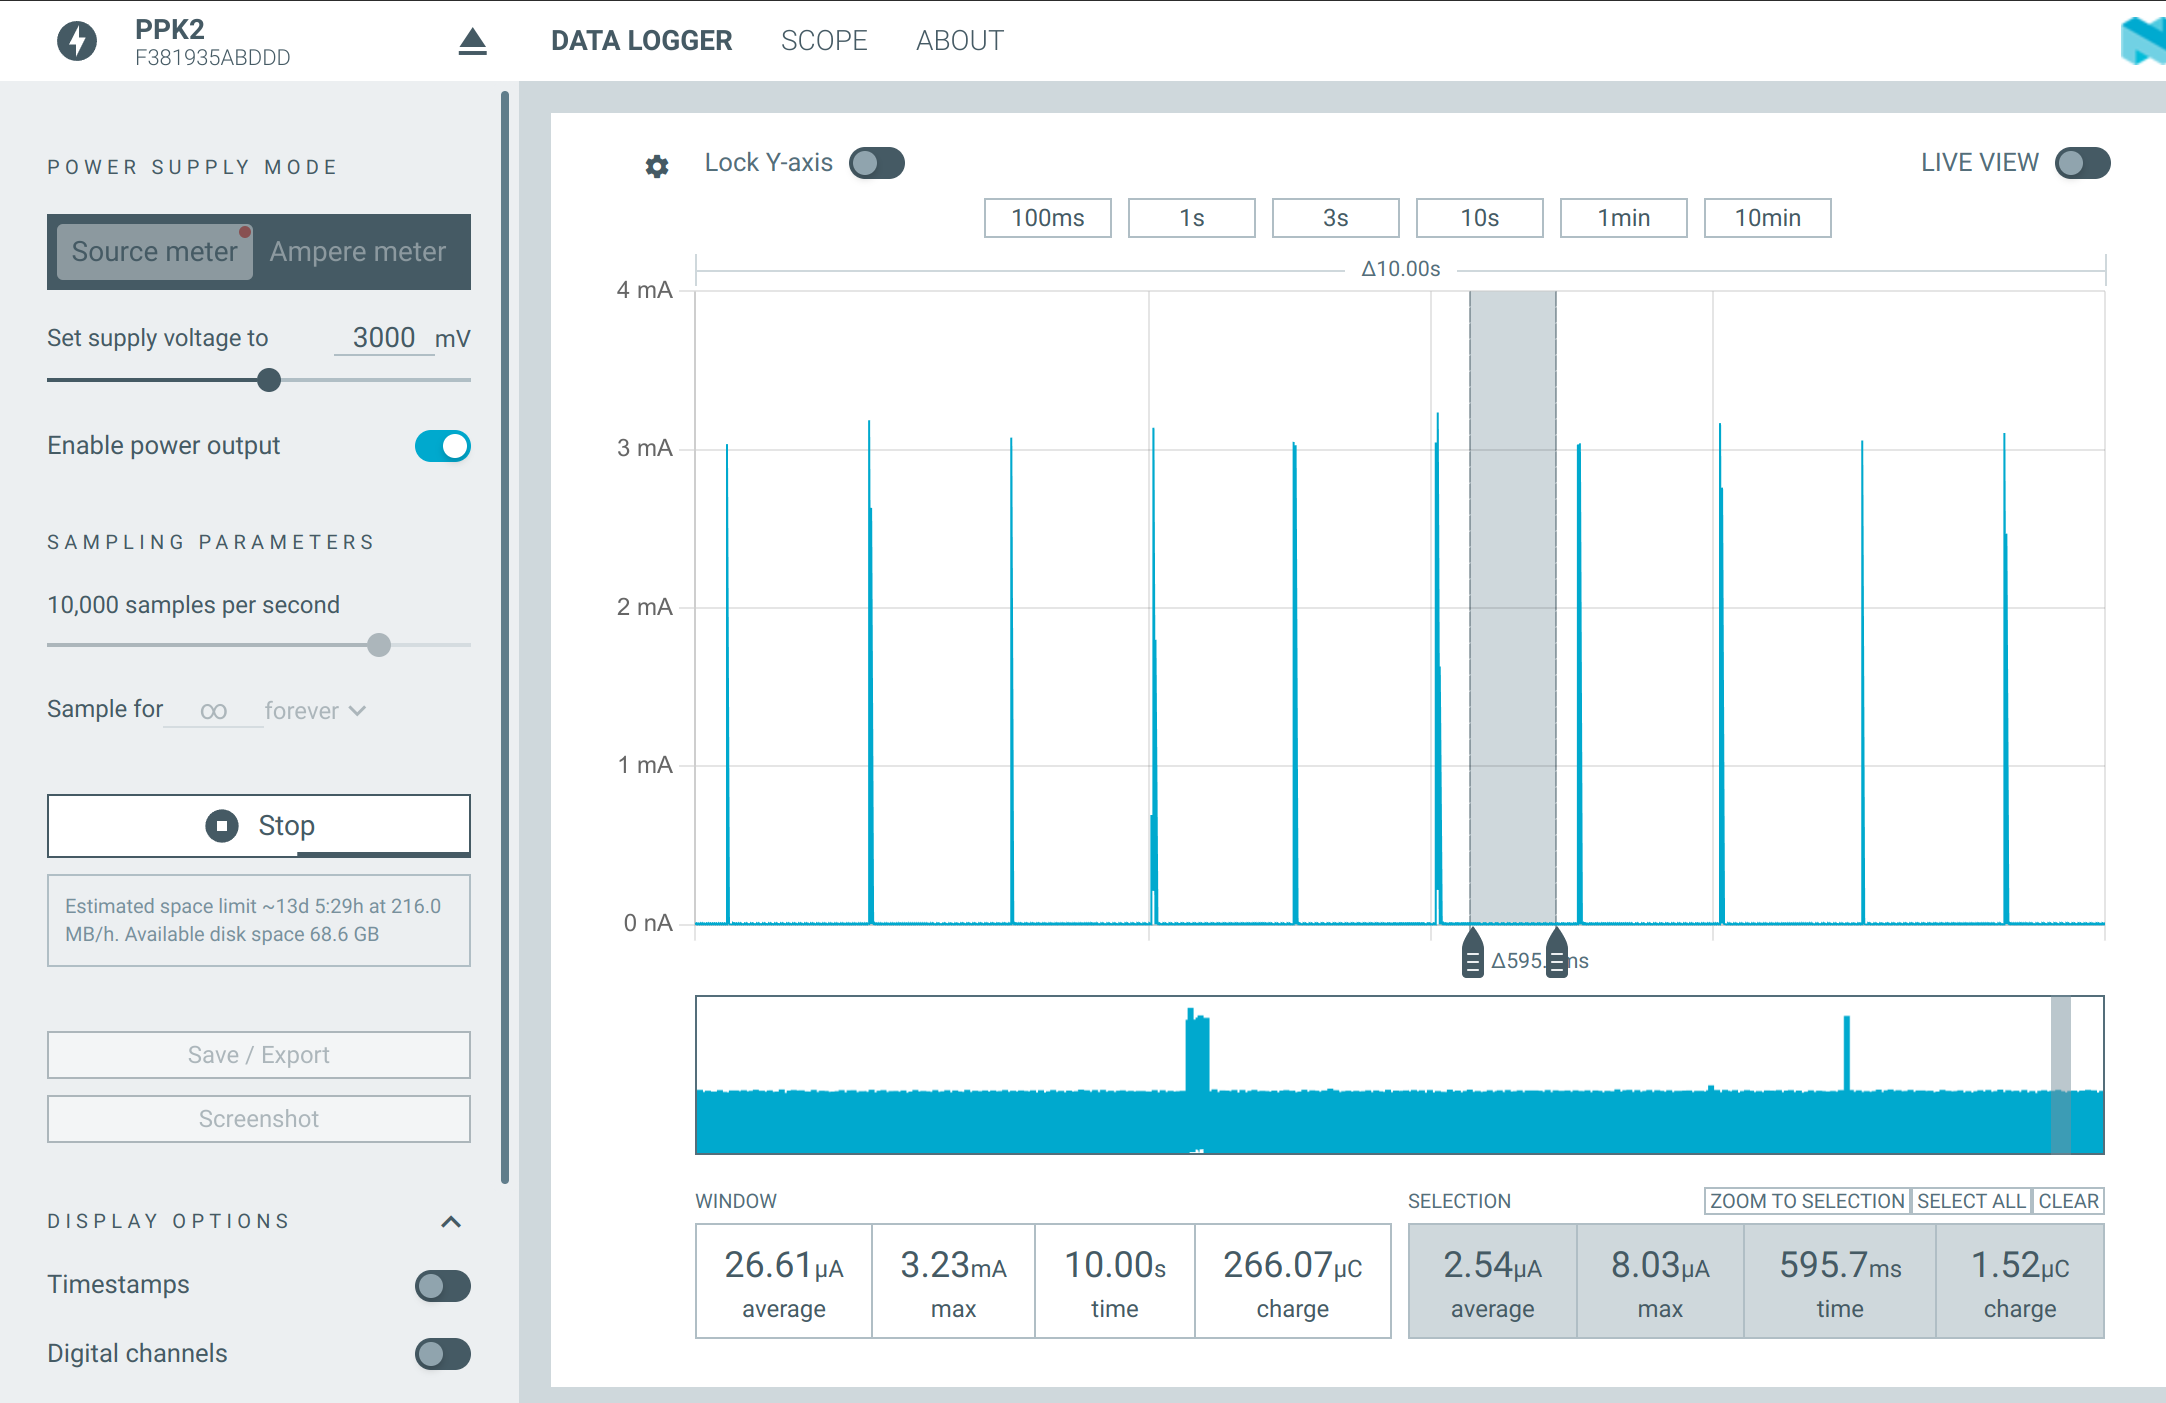 PPK2
F381935ABDDD
DATA LOGGER
SCOPE
ABOUT
POWER SUPPLY MODE
Source meter
Ampere meter
Set supply voltage to 3000 mV
Enable power output
SAMPLING PARAMETERS
10,000 samples per second
Sample for ∞ forever
Stop
Estimated space limit ~13d 5:29h at 216.0
MB/h. Available disk space 68.6 GB
Save / Export
Screenshot
DISPLAY OPTIONS
Timestamps
Digital channels
Lock Y-axis
LIVE VIEW
100ms
1s
3s
10s
1min
10min
Δ10.00s
4 mA
3 mA
2 mA
1 mA
0 nA
Δ595. ms
WINDOW
26.61µA
average
3.23mA
max
10.00s
time
266.07µC
charge
SELECTION
ZOOM TO SELECTION
SELECT ALL
CLEAR
2.54µA
average
8.03µA
max
595.7ms
time
1.52µC
charge